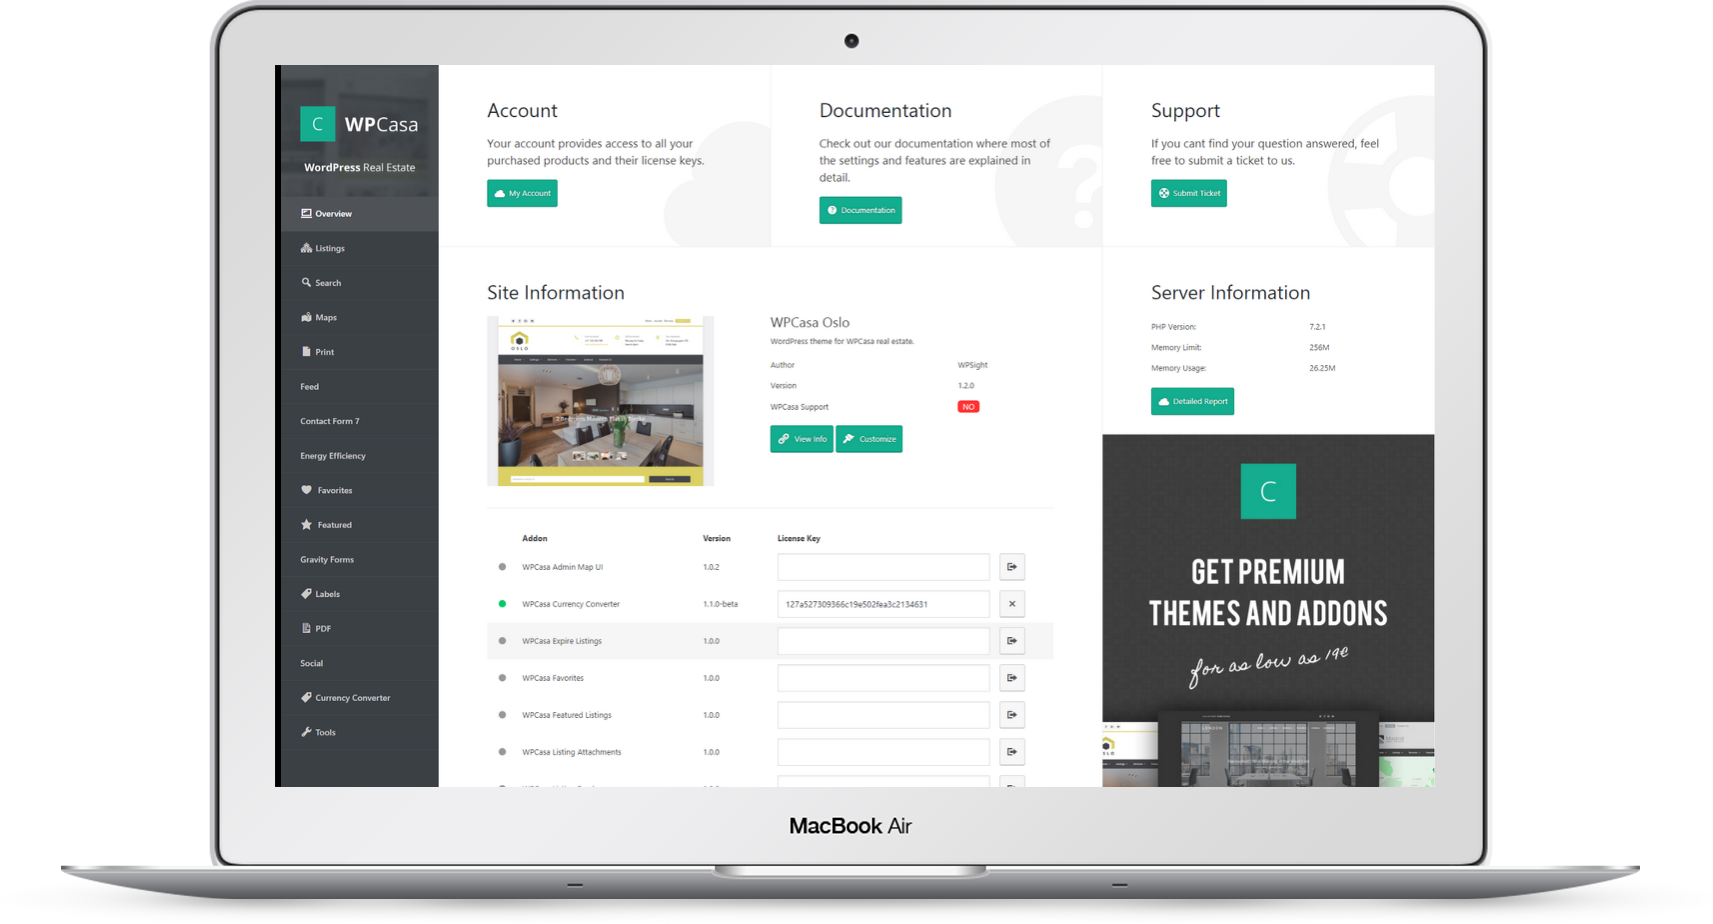 C WPCasa
WordPress Real Estate
Overview
Listings
Search
Maps
Print
Feed
Contact Form 7
Energy Efficiency
Favorites
Featured
Gravity Forms
Labels
PDF
Social
Currency Converter
Tools
Account
Your account provides access to all your
purchased products and their license keys.
My Account
Documentation
Check out our documentation where most of
the settings and features are explained in
detail.
Documentation
Support
If you cant find your question answered, feel
free to submit a ticket to us.
Submit Ticket
Site Information
OSLO
WPCasa Oslo
WordPress theme for WPCasa real estate.
Author WPSight
Version 1.2.0
WPCasa Support NO
View Info Customize
Server Information
PHP Version: 7.2.1
Memory Limit: 256M
Memory Usage: 26.25M
Detailed Report
Addon Version License Key
WPCasa Admin Map UI 1.0.2
WPCasa Currency Converter 1.1.0-beta 127a527309366c19e502fea3c2134631
WPCasa Expire Listings 1.0.0
WPCasa Favorites 1.0.0
WPCasa Featured Listings 1.0.0
WPCasa Listing Attachments 1.0.0
C
GET PREMIUM
THEMES AND ADDONS
for as low as 19€
MacBook Air